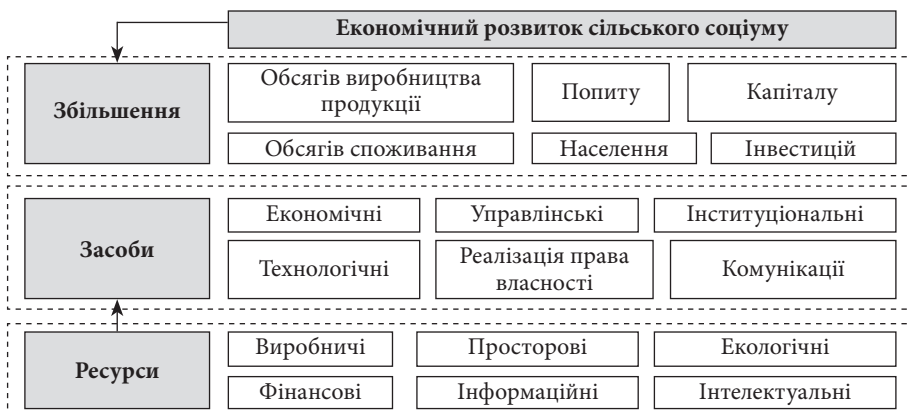 Економічний розвиток сільського соціуму
Збільшення
Обсягів виробництва
продукції
Попиту
Капіталу
Обсягів споживання
Населення
Інвестицій
Засоби
Економічні
Управлінські
Інституціональні
Технологічні
Реалізація права
власності
Комунікації
Ресурси
Виробничі
Просторові
Екологічні
Фінансові
Інформаційні
Інтелектуальні